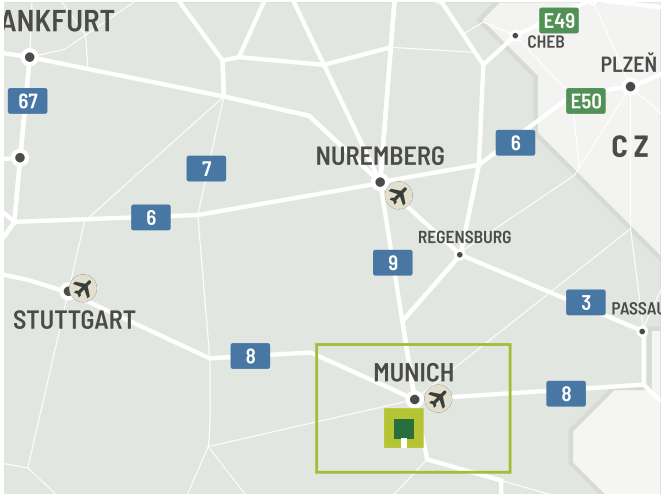 ANKFURT
E49
CHEB
PLZEŇ
67
E50
6
CZ
NUREMBERG
7
6
REGENSBURG
9
3
PASSAU
STUTTGART
8
MUNICH
8